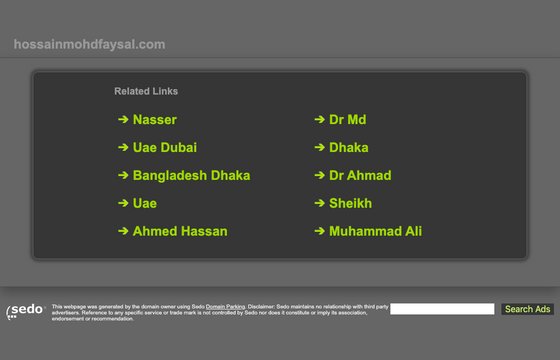 hossainmohdfaysal.com
Related Links
➔ Nasser
➔ Dr Md
➔ Uae Dubai
➔ Dhaka
➔ Bangladesh Dhaka
➔ Dr Ahmad
➔ Uae
➔ Sheikh
➔ Ahmed Hassan
➔ Muhammad Ali
sedo
This webpage was generated by the domain owner using Sedo Domain Parking. Disclaimer: Sedo maintains no relationship with third party
advertisers. Reference to any specific service or trade mark is not controlled by Sedo nor does it constitute or imply its association,
endorsement or recommendation.
Search Ads